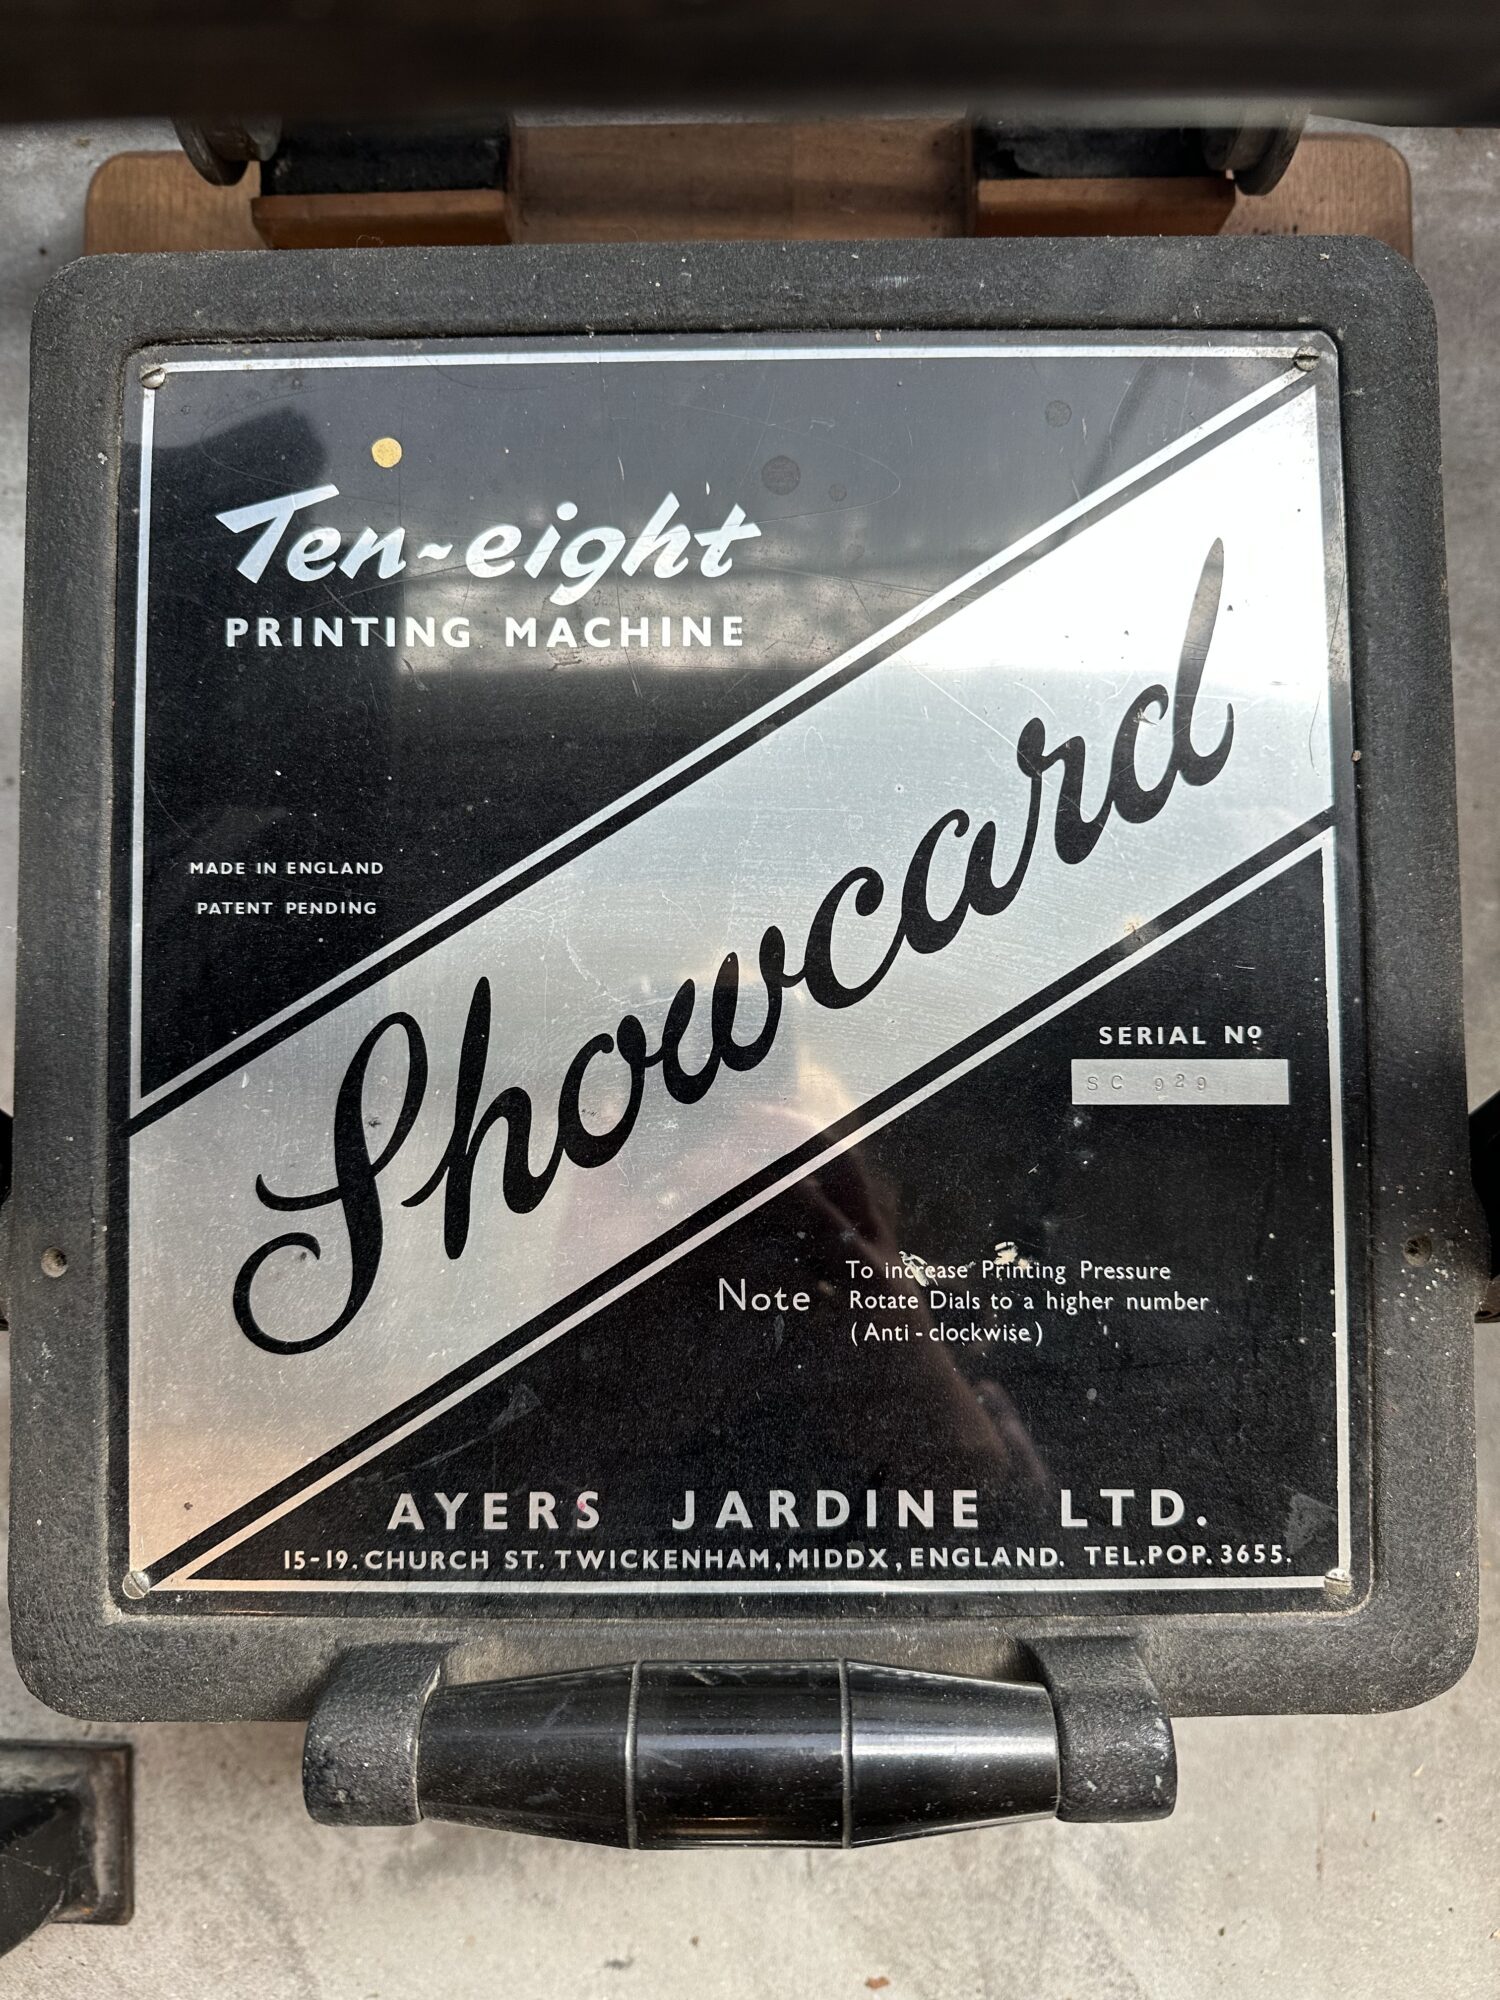 Ten-eight
PRINTING MACHINE
MADE IN ENGLAND
PATENT PENDING
Showcard
SERIAL Nº
SC 929
Note
To increase Printing Pressure
Rotate Dials to a higher number.
(Anti-clockwise)
AYERS JARDINE LTD.
15-19. CHURCH ST. TWICKENHAM, MIDDX, ENGLAND. TEL. POP. 3655.